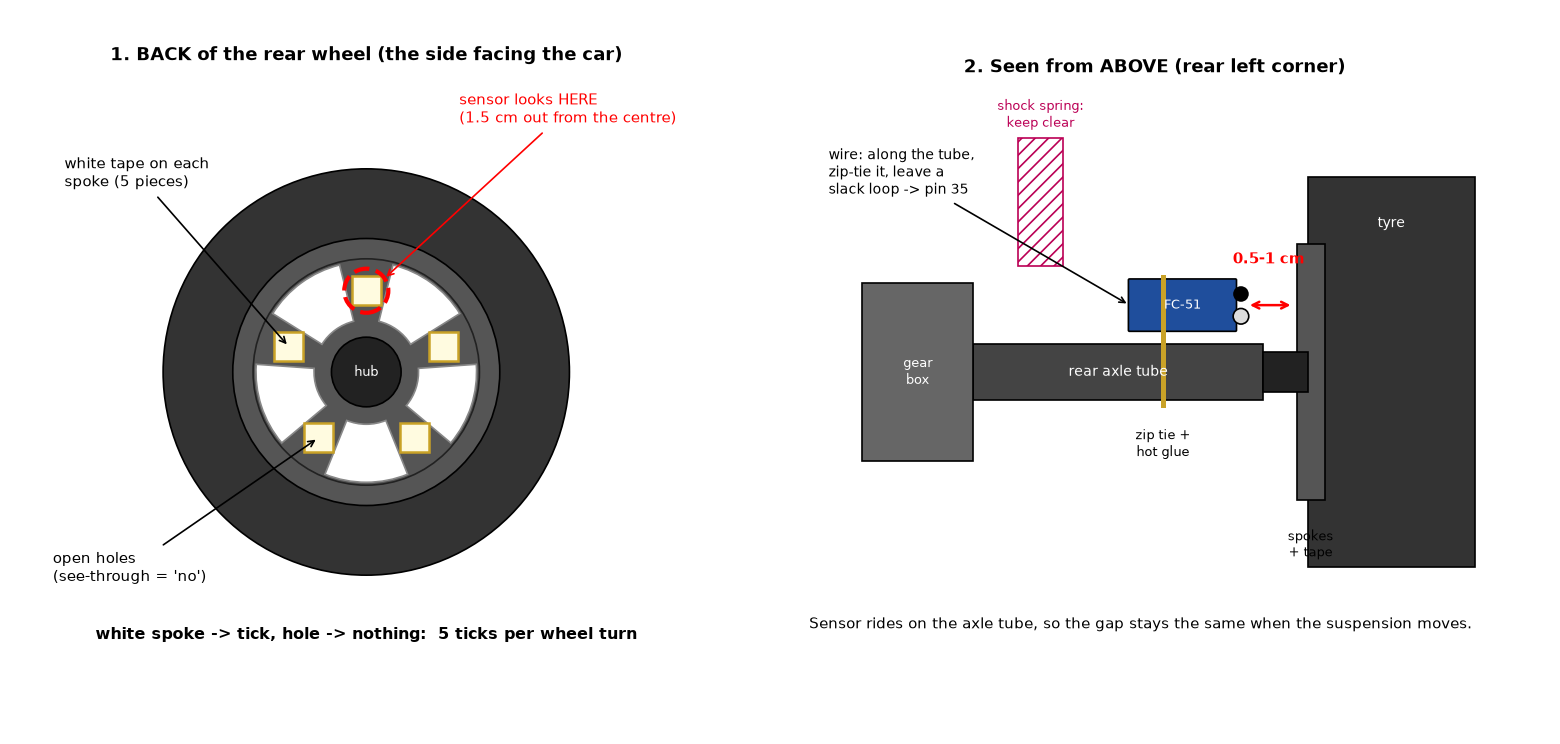 1. BACK of the rear wheel (the side facing the car)
sensor looks HERE
(1.5 cm out from the centre)
white tape on each
spoke (5 pieces)
hub
open holes
(see-through = 'no')
white spoke -> tick, hole -> nothing:  5 ticks per wheel turn
2. Seen from ABOVE (rear left corner)
shock spring:
keep clear
wire: along the tube,
zip-tie it, leave a
slack loop -> pin 35
tyre
0.5-1 cm
FC-51
gear
box
rear axle tube
zip tie +
hot glue
spokes
+ tape
Sensor rides on the axle tube, so the gap stays the same when the suspension moves.